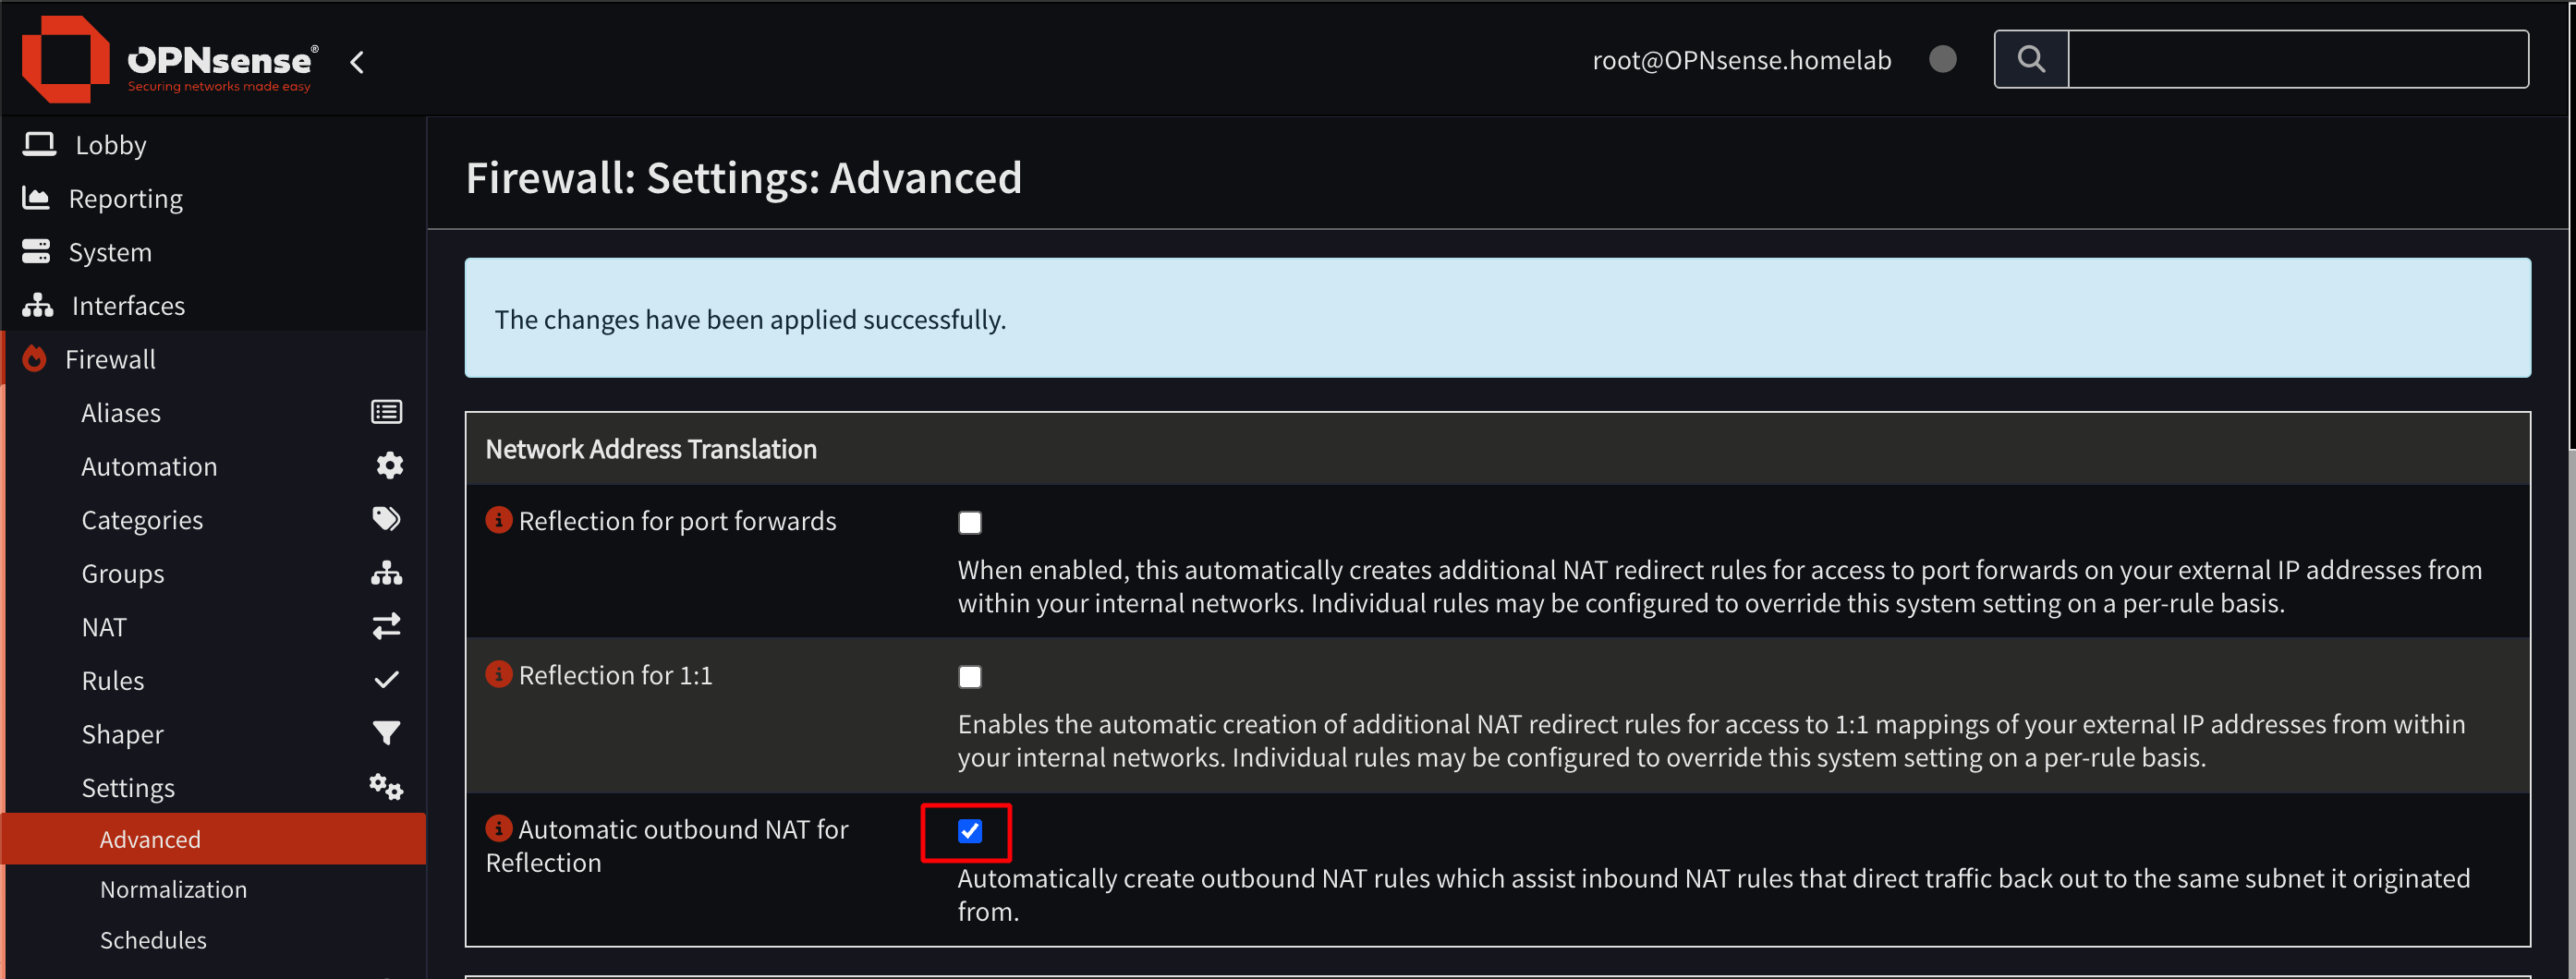 OPNsense®
Securing networks made easy
root@OPNsense.homelab
Lobby
Reporting
System
Interfaces
Firewall
Aliases
Automation
Categories
Groups
NAT
Rules
Shaper
Settings
Advanced
Normalization
Schedules
Firewall: Settings: Advanced
The changes have been applied successfully.
Network Address Translation
Reflection for port forwards
When enabled, this automatically creates additional NAT redirect rules for access to port forwards on your external IP addresses from
within your internal networks. Individual rules may be configured to override this system setting on a per-rule basis.
Reflection for 1:1
Enables the automatic creation of additional NAT redirect rules for access to 1:1 mappings of your external IP addresses from within
your internal networks. Individual rules may be configured to override this system setting on a per-rule basis.
Automatic outbound NAT for
Reflection
Automatically create outbound NAT rules which assist inbound NAT rules that direct traffic back out to the same subnet it originated
from.